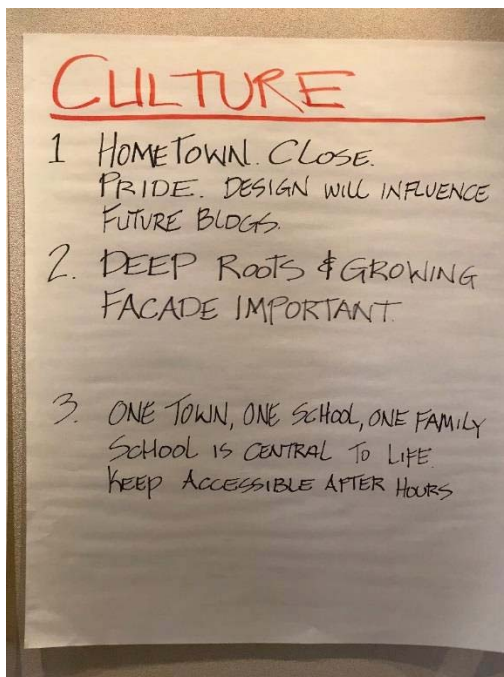 CULTURE
1 HOMETOWN. CLOSE.
PRIDE. DESIGN WILL INFLUENCE
FUTURE BLDGS.
2. DEEP ROOTS & GROWING
FACADE IMPORTANT.
3. ONE TOWN, ONE SCHOOL, ONE FAMILY
SCHOOL IS CENTRAL TO LIFE
KEEP ACCESSIBLE AFTER HOURS